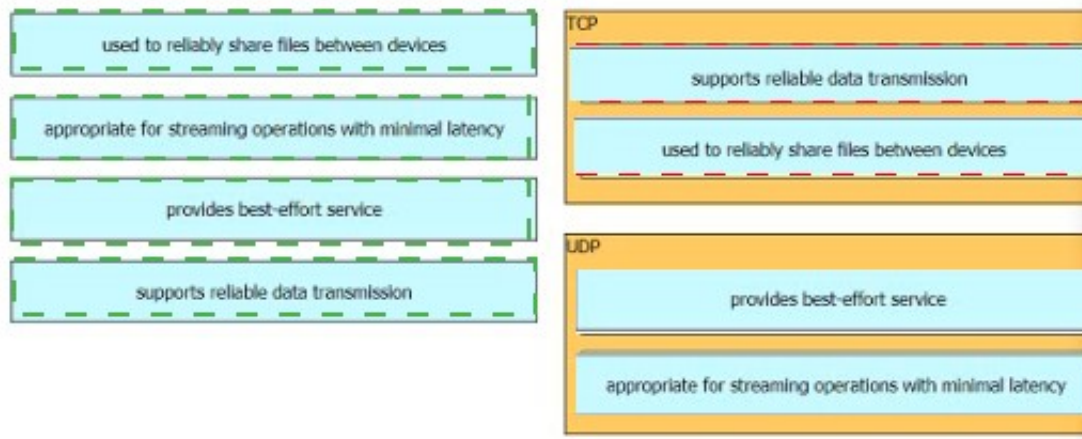 used to reliably share files between devices
appropriate for streaming operations with minimal latency
provides best-effort service
supports reliable data transmission
TCP
supports reliable data transmission
used to reliably share files between devices
UDP
provides best-effort service
appropriate for streaming operations with minimal latency